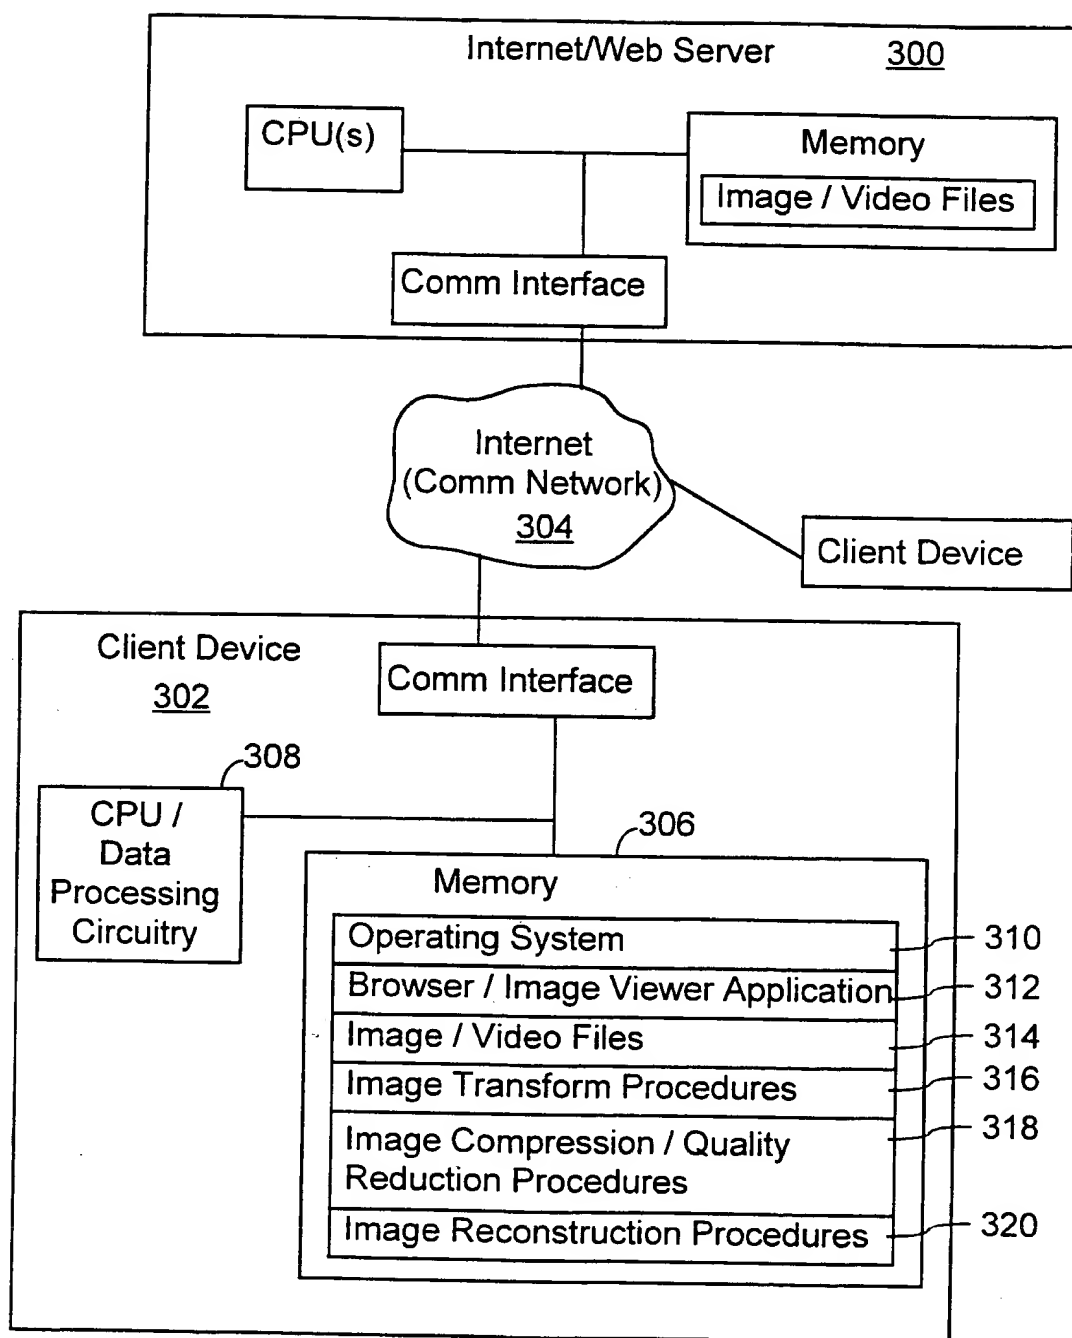 Internet/Web Server 300
CPU(s)
Memory
Image / Video Files
Comm Interface
Internet
(Comm Network)
304
Client Device
Client Device
302
Comm Interface
308
CPU /
Data
Processing
Circuitry
306
Memory
Operating System 310
Browser / Image Viewer Application 312
Image / Video Files 314
Image Transform Procedures 316
Image Compression / Quality 318
Reduction Procedures
Image Reconstruction Procedures 320